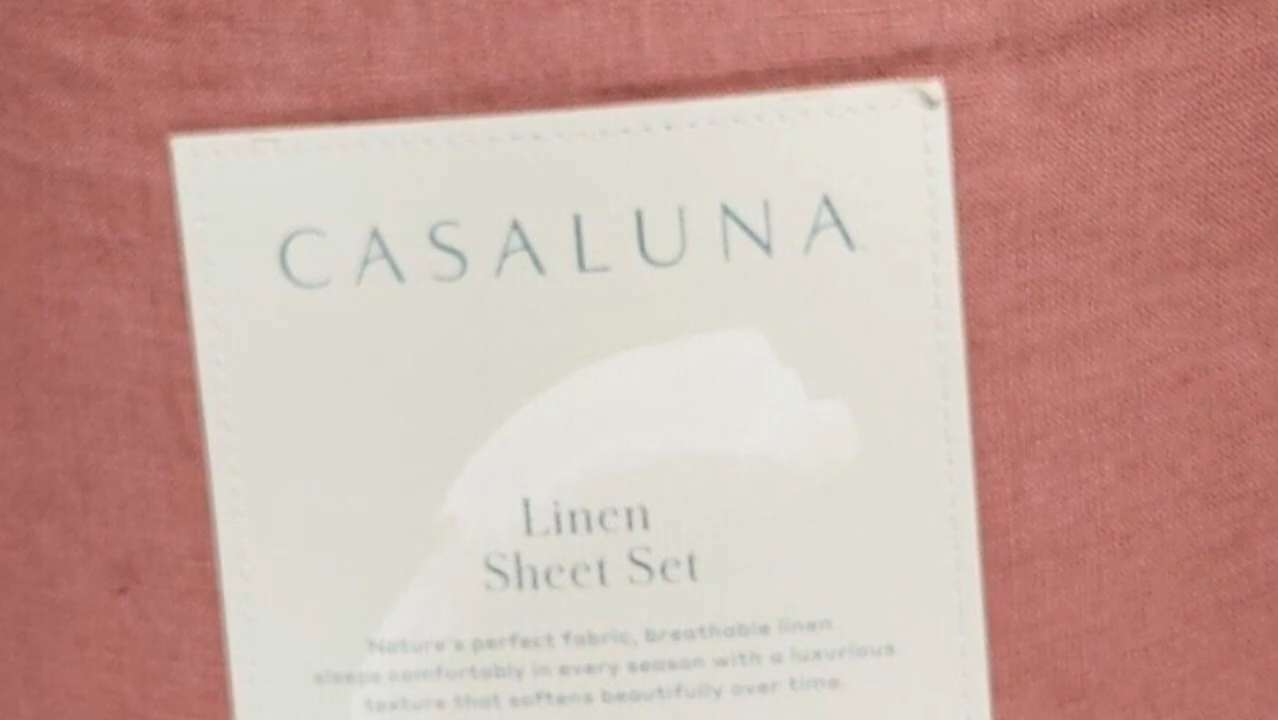 CASALUNA
Linen
Sheet Set
Nature's perfect fabric, breathable linen
sleeps comfortably in every season with a luxurious
texture that softens beautifully over time.